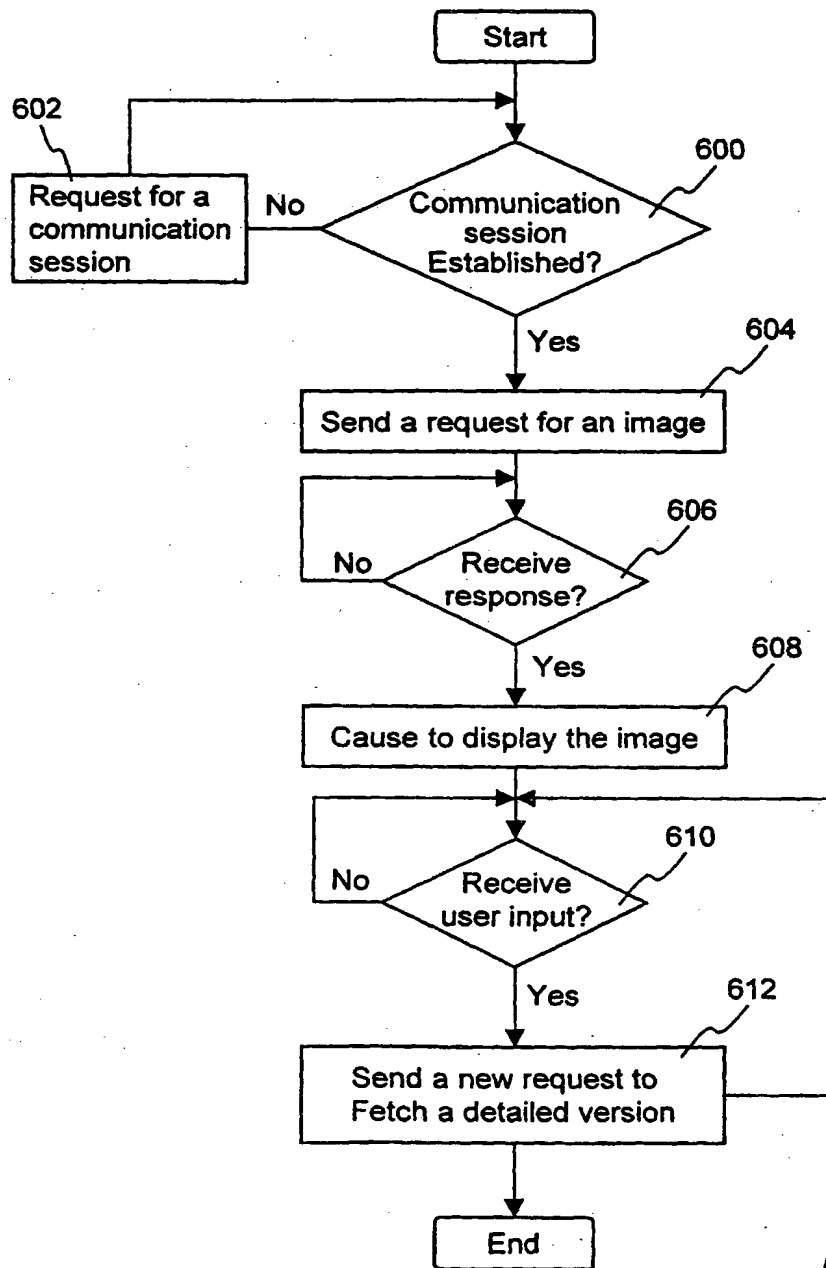 Start
602
600
Request for a
communication
session
No
Communication
session
Established?
Yes
604
Send a request for an image
606
No
Receive
response?
Yes
608
Cause to display the image
610
No
Receive
user input?
Yes
612
Send a new request to
Fetch a detailed version
End